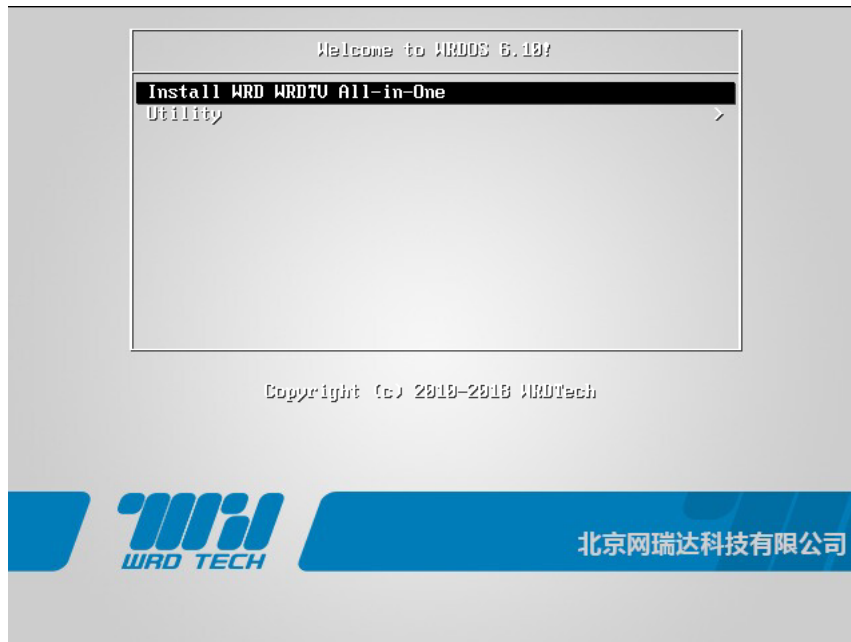 Welcome to WRDOS 6.10!
Install WRD WRDTV All-in-One
Utility >
Copyright (c) 2010-2018 WRDTech
WRD TECH
北京网瑞达科技有限公司